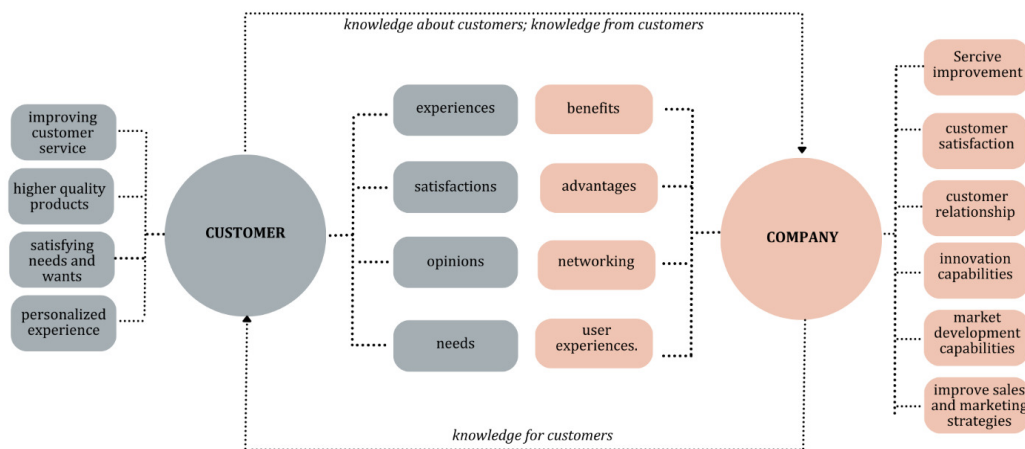 knowledge about customers; knowledge from customers
improving
customer
service
higher quality
products
satisfying
needs and
wants
personalized
experience
CUSTOMER
experiences
satisfactions
opinions
needs
benefits
advantages
networking
user
experiences.
COMPANY
Sercive
improvement
customer
satisfaction
customer
relationship
innovation
capabilities
market
development
capabilities
improve sales
and marketing
strategies
knowledge for customers